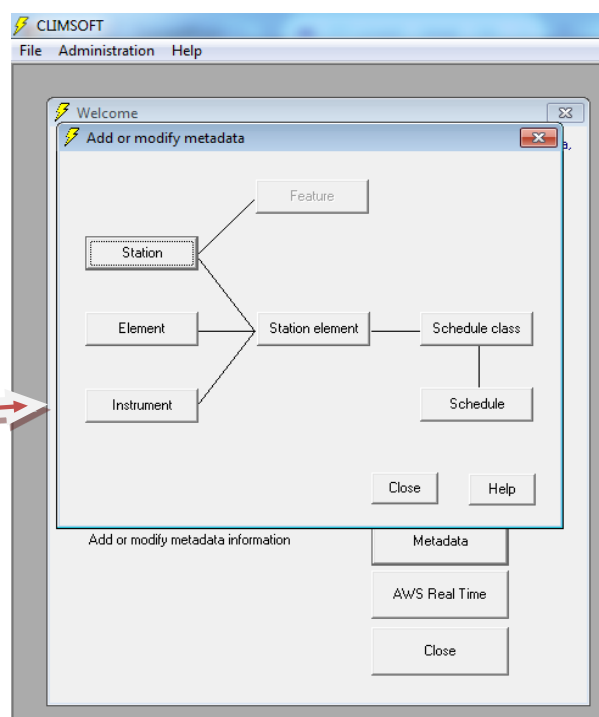 CLIMSOFT
File Administration Help
Welcome
Add or modify metadata
a,
Feature
Station
Element Station element Schedule class
Instrument Schedule
Close Help
Add or modify metadata information Metadata
AWS Real Time
Close